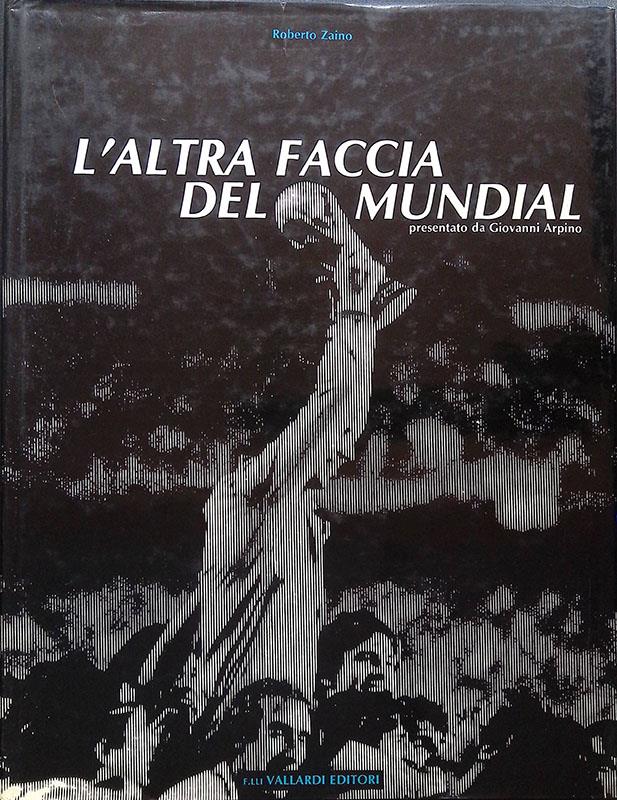 Roberto Zaino
L'ALTRA FACCIA
DEL MUNDIAL
presentato da Giovanni Arpino
F.LLI VALLARDI EDITORI